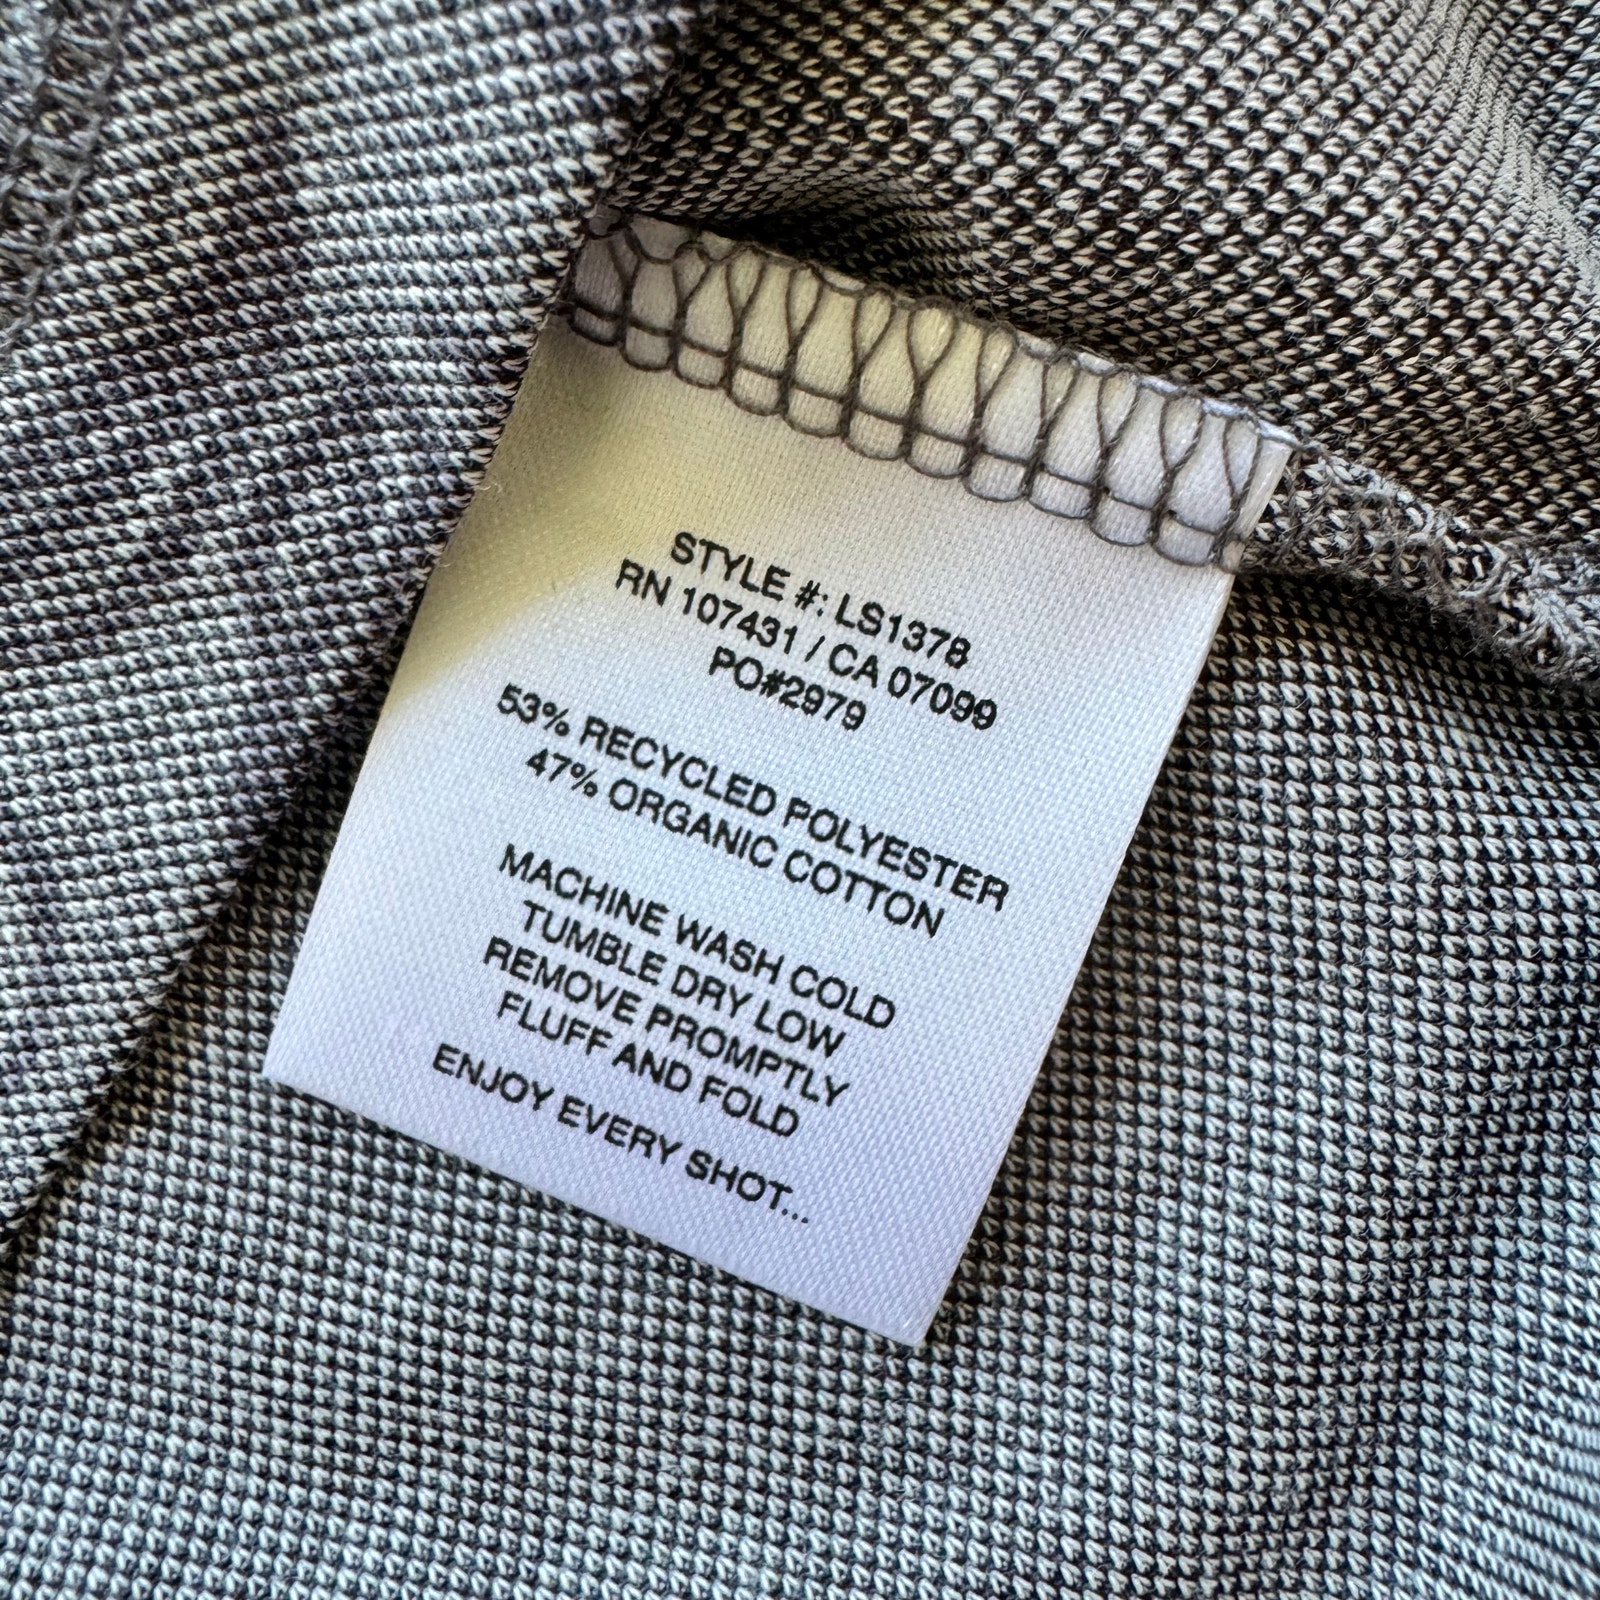 STYLE #: LS1378
RN 107431 / CA 07099
PO#2979
53% RECYCLED POLYESTER
47% ORGANIC COTTON
MACHINE WASH COLD
TUMBLE DRY LOW
REMOVE PROMPTLY
FLUFF AND FOLD
ENJOY EVERY SHOT...